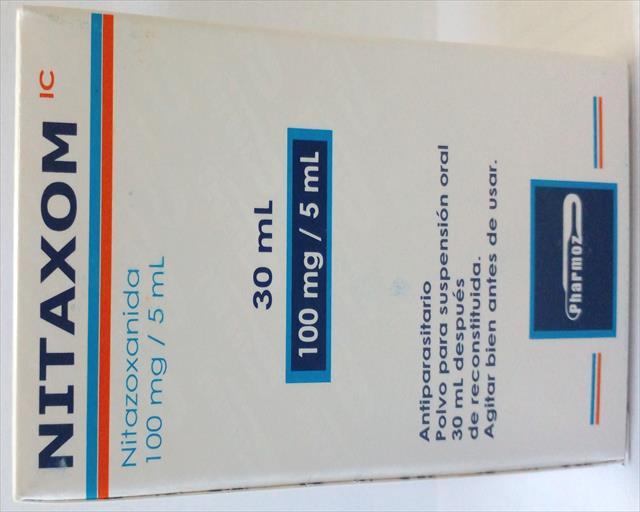 NITAXOM IC
Nitazoxanida
100 mg / 5 mL
30 mL
100 mg / 5 mL
Antiparasitario
Polvo para suspensión oral
30 mL después
de reconstituida.
Agitar bien antes de usar.
Pharmoz